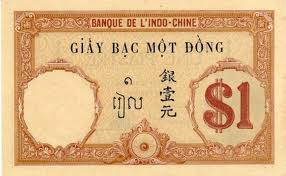 BANQUE DE L'INDO-CHINE
GIẤY BẠC MỘT ĐỒNG
១
រៀល
銀壹元
$1